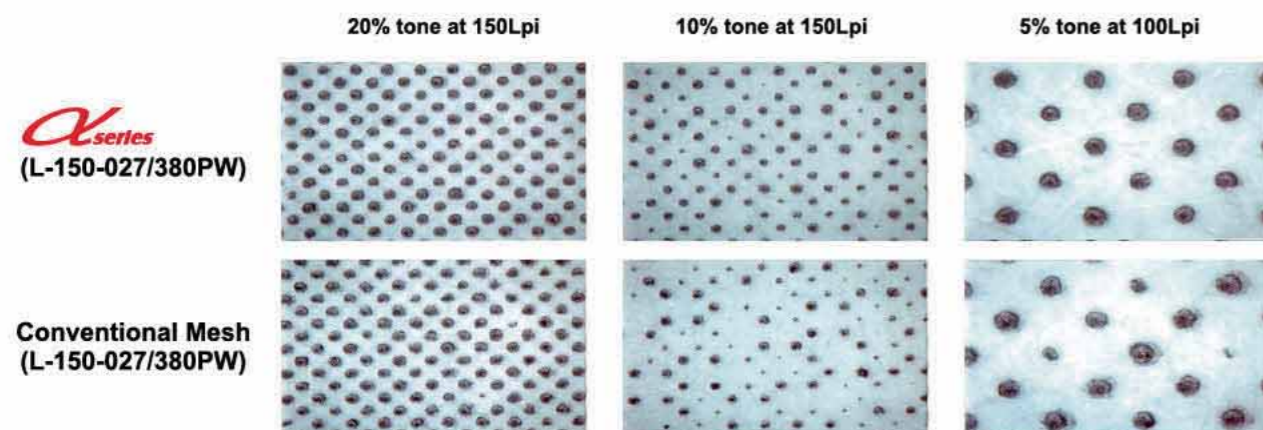 20% tone at 150Lpi
10% tone at 150Lpi
5% tone at 100Lpi
α series
(L-150-027/380PW)
Conventional Mesh
(L-150-027/380PW)